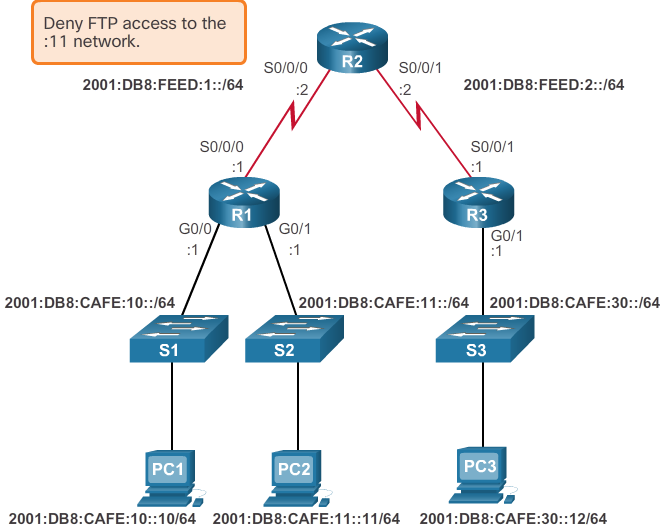 Deny FTP access to the
:11 network.
R2
S0/0/0
S0/0/1
:2
:2
2001:DB8:FEED:1::/64
2001:DB8:FEED:2::/64
S0/0/0
S0/0/1
:1
:1
R1
R3
G0/0
G0/1
G0/1
:1
:1
:1
2001:DB8:CAFE:10::/64
2001:DB8:CAFE:11::/64
2001:DB8:CAFE:30::/64
S1
S2
S3
PC1
PC2
PC3
2001:DB8:CAFE:10::10/64
2001:DB8:CAFE:11::11/64
2001:DB8:CAFE:30::12/64